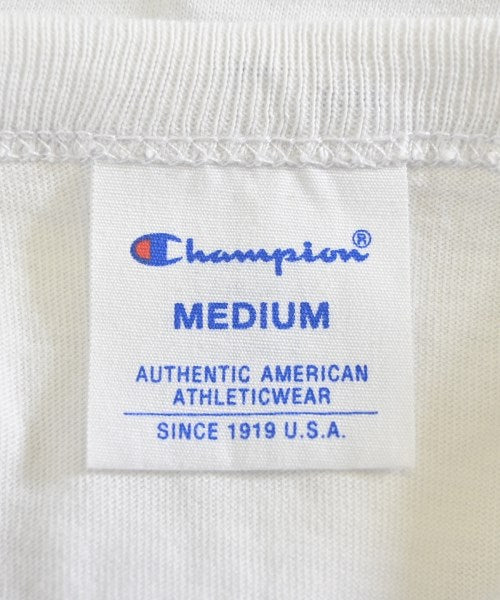 Champion®
MEDIUM
AUTHENTIC AMERICAN
ATHLETICWEAR
SINCE 1919 U.S.A.